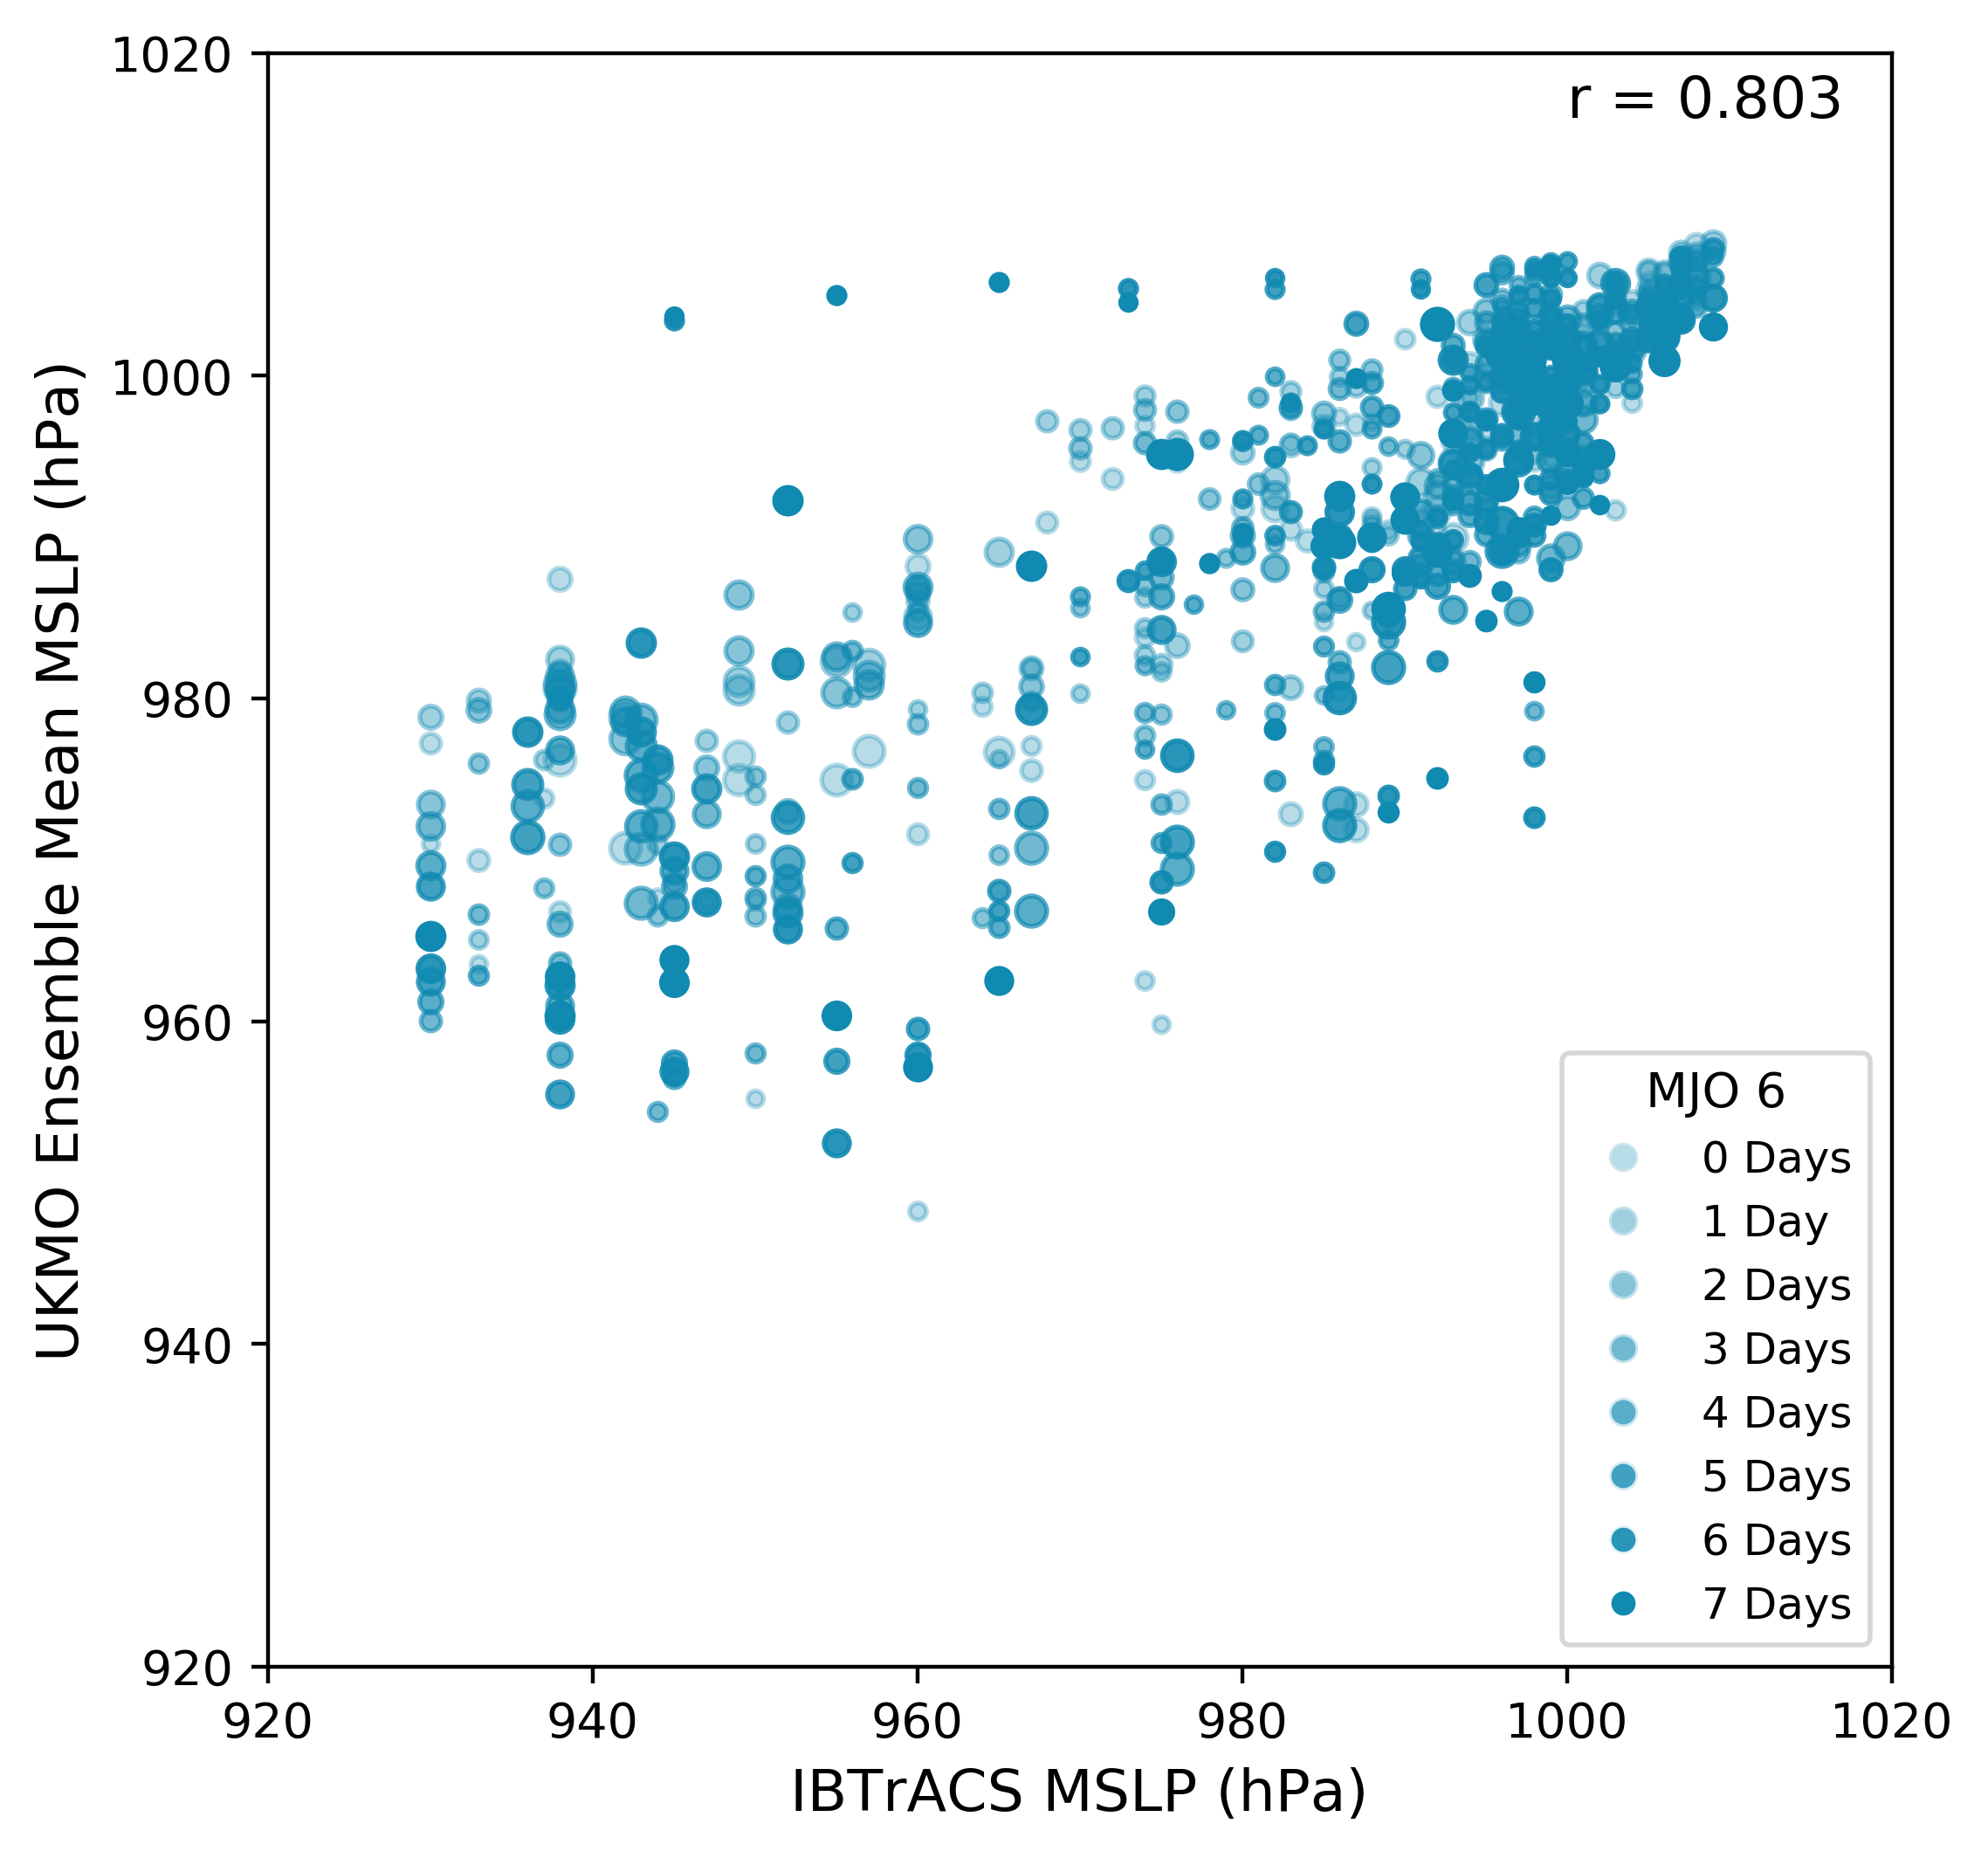 r = 0.803
UKMO Ensemble Mean MSLP (hPa)
1020
1000
980
960
940
920
920 940 960 980 1000 1020
IBTrACS MSLP (hPa)
MJO 6
0 Days
1 Day
2 Days
3 Days
4 Days
5 Days
6 Days
7 Days